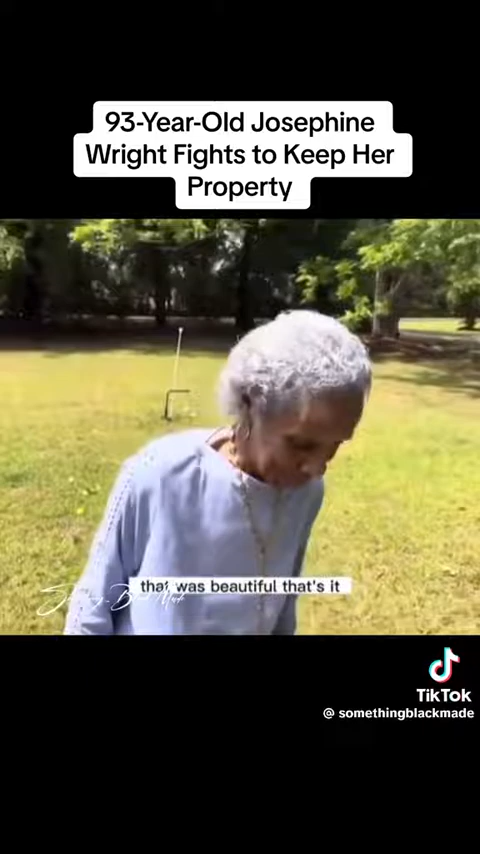 93-Year-Old Josephine
Wright Fights to Keep Her
Property
that was beautiful that's it
TikTok
@ somethingblackmade